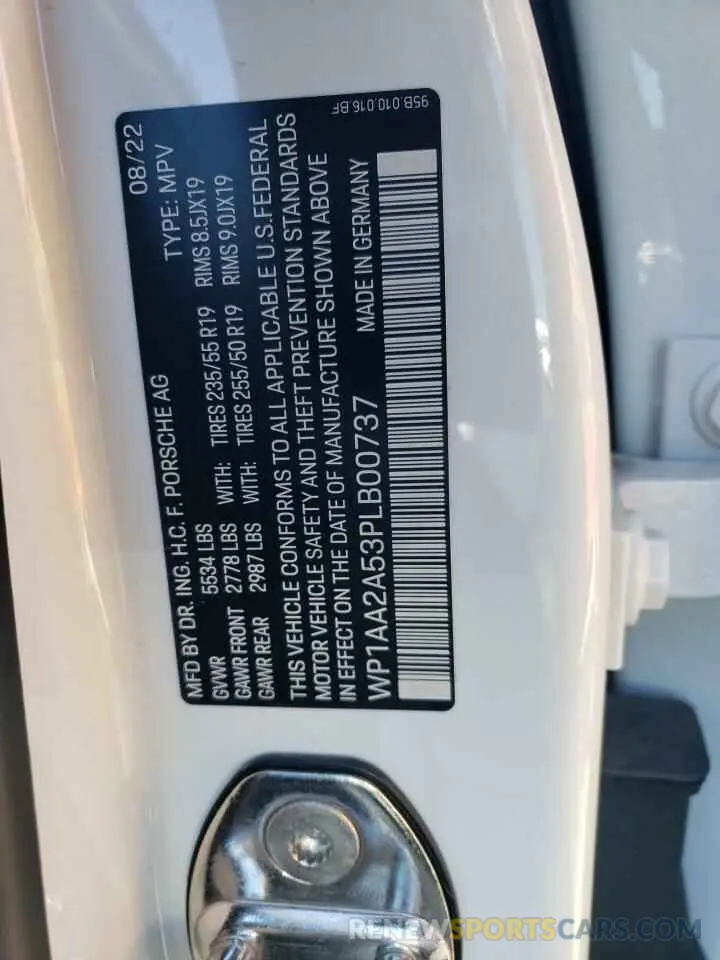 MFD BY DR. ING. H.C. F. PORSCHE AG 08/22
GVWR 5534 LBS TYPE: MPV
GAWR FRONT 2778 LBS WITH: TIRES 235/55 R19 RIMS 8.5JX19
GAWR REAR 2987 LBS WITH: TIRES 255/50 R19 RIMS 9.0JX19
THIS VEHICLE CONFORMS TO ALL APPLICABLE U.S. FEDERAL
MOTOR VEHICLE SAFETY AND THEFT PREVENTION STANDARDS
IN EFFECT ON THE DATE OF MANUFACTURE SHOWN ABOVE
WP1AA2A53PLB00737 MADE IN GERMANY
95B.010.016.BF
RENEWSPORTSCARS.COM